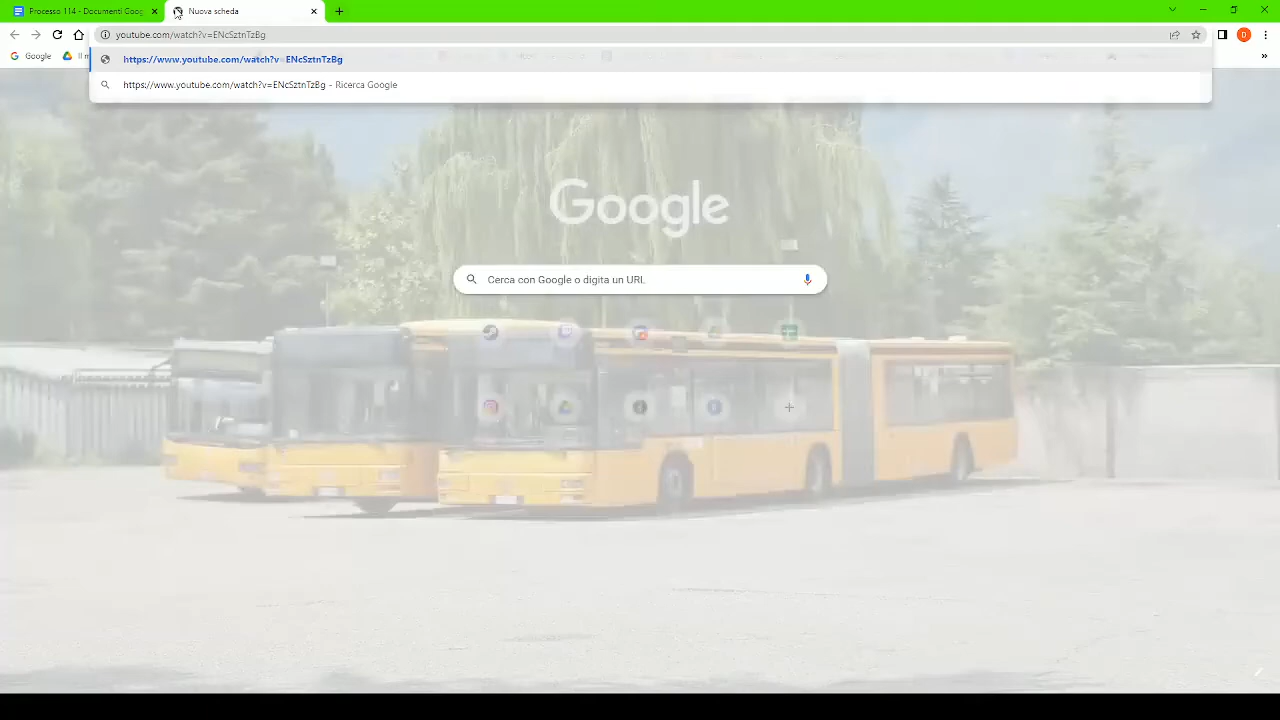 Processo 114 - Documenti Goog
Nuova scheda
youtube.com/watch?v=ENcSztnTzBg
Google
Il m
https://www.youtube.com/watch?v=ENcSztnTzBg
https://www.youtube.com/watch?v=ENcSztnTzBg - Ricerca Google
D
Google
Cerca con Google o digita un URL